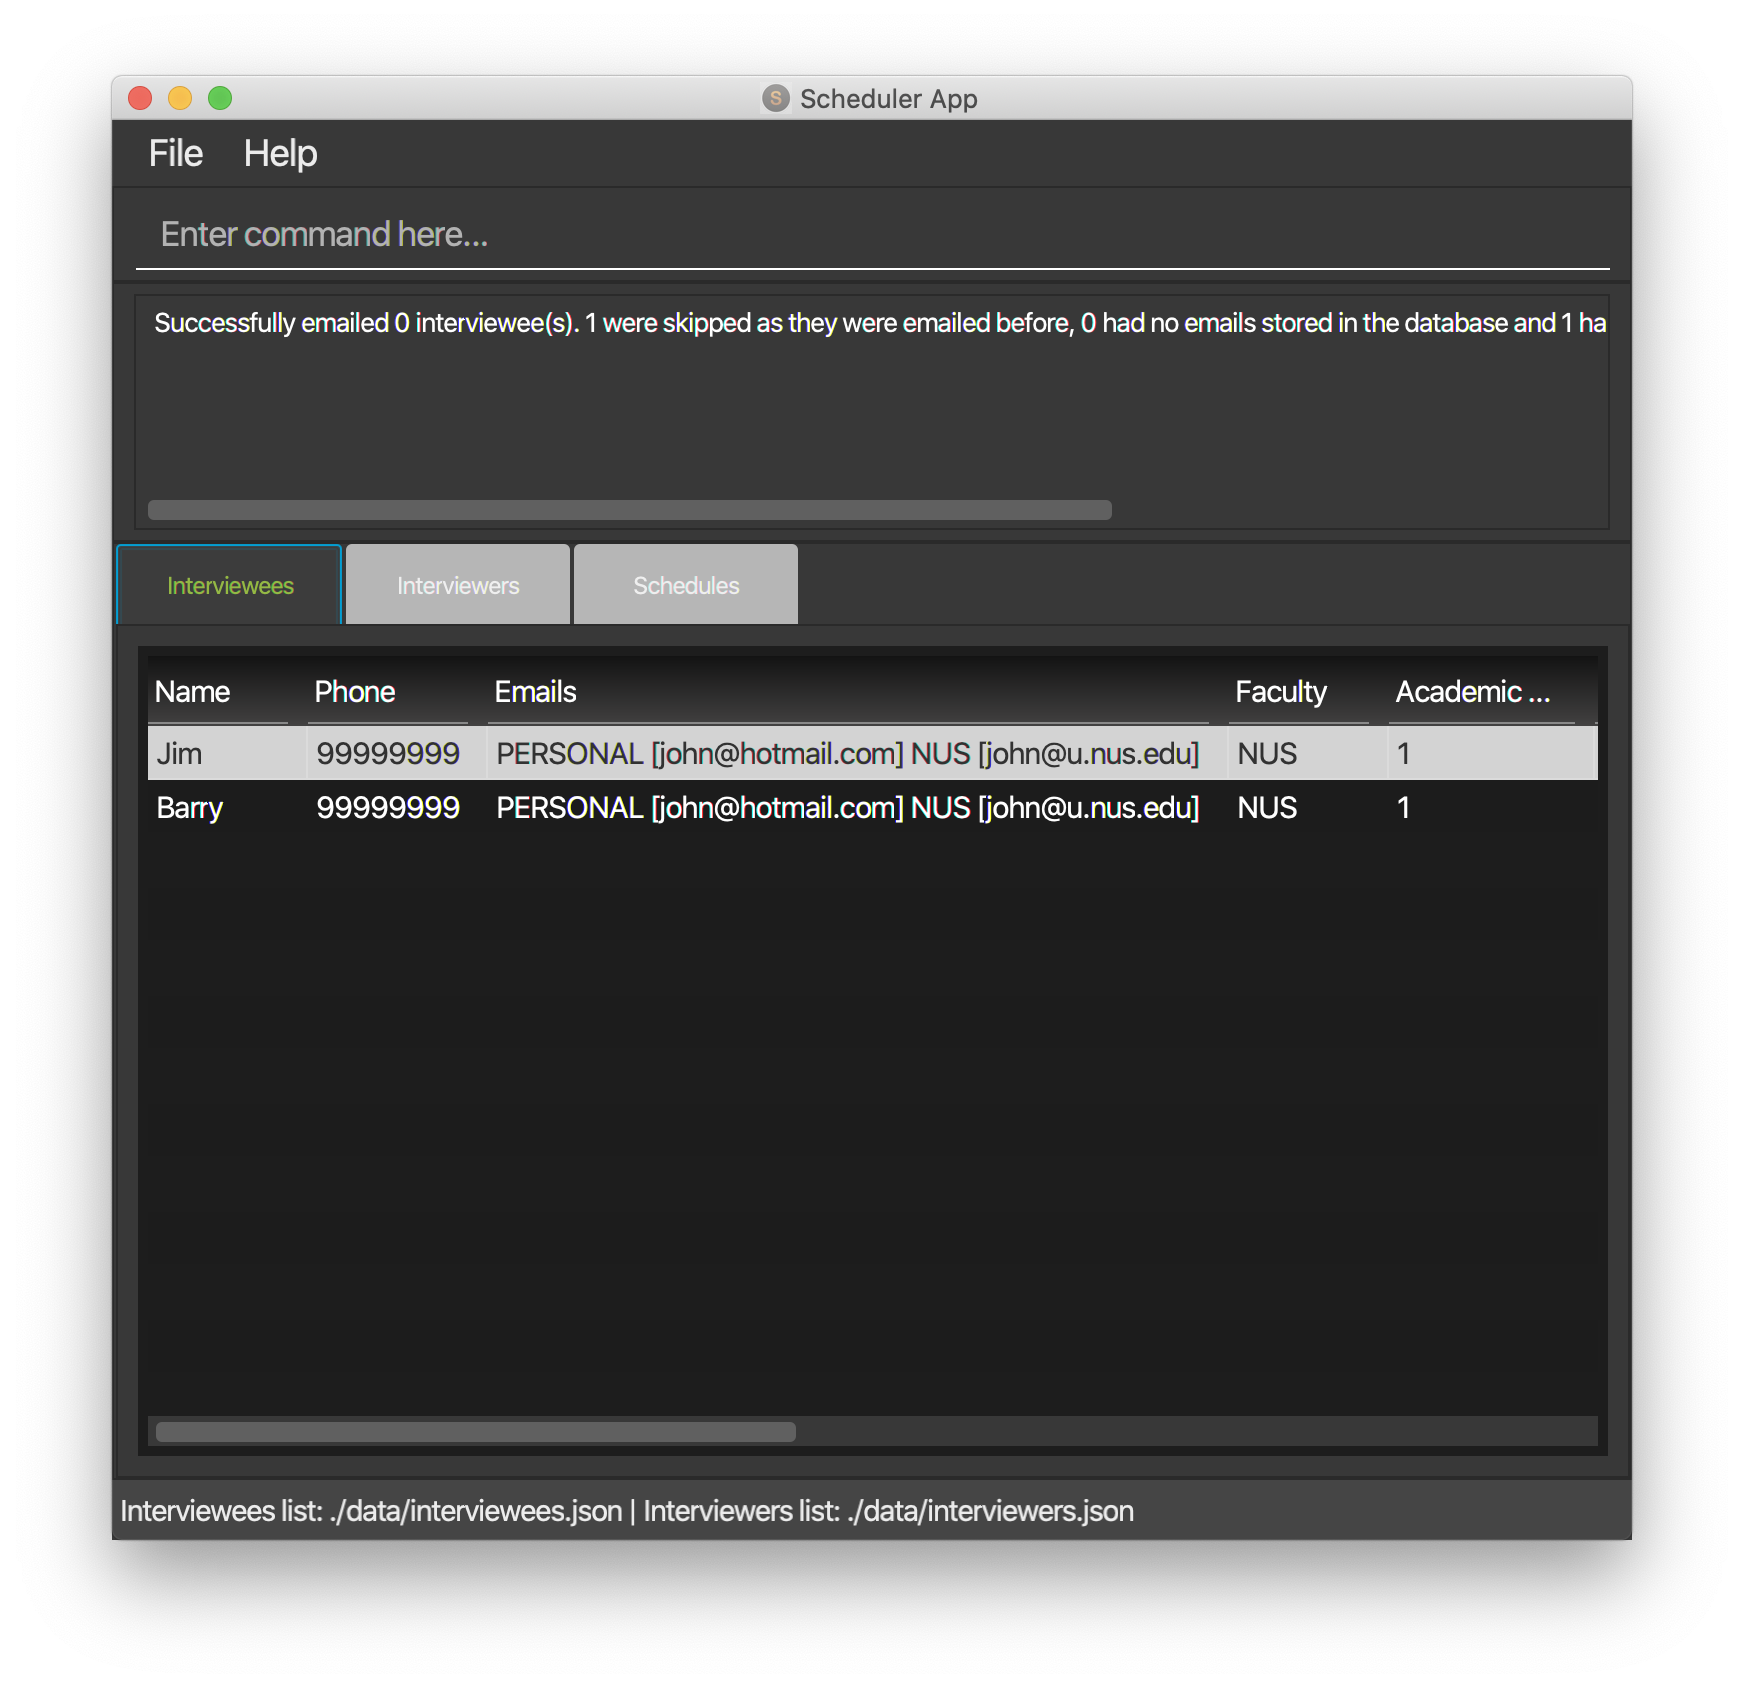 S Scheduler App
File Help
Enter command here...
Successfully emailed 0 interviewee(s). 1 were skipped as they were emailed before, 0 had no emails stored in the database and 1 ha
Interviewees Interviewers Schedules
Name Phone Emails Faculty Academic ...
Jim 99999999 PERSONAL [john@hotmail.com] NUS [john@u.nus.edu] NUS 1
Barry 99999999 PERSONAL [john@hotmail.com] NUS [john@u.nus.edu] NUS 1
Interviewees list: ./data/interviewees.json | Interviewers list: ./data/interviewers.json